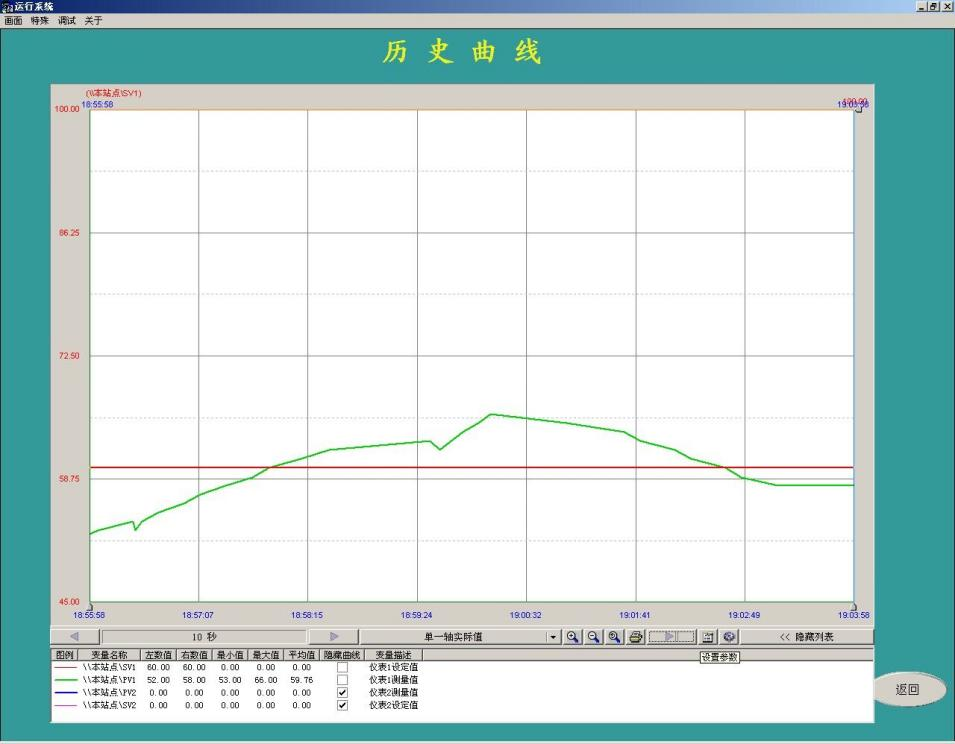 运行系统
画面 特殊 调试 关于
历史曲线
(\\本站点\SV1)
18:55:58 19:03:58
100.00 100.00
86.25
72.50
58.75
45.00
18:55:58 18:57:07 18:58:15 18:59:24 19:00:32 19:01:41 19:02:49 19:03:58
10 秒 单一轴实际值 << 隐藏列表
图例 变量名称 左数值 右数值 最小值 最大值 平均值 隐藏曲线 变量描述
设置参数
\\本站点\SV1 60.00 60.00 0.00 0.00 0.00 仪表1设定值
\\本站点\PV1 52.00 58.00 53.00 66.00 59.76 仪表1测量值
\\本站点\PV2 0.00 0.00 0.00 0.00 0.00 仪表2测量值
\\本站点\SV2 0.00 0.00 0.00 0.00 0.00 仪表2设定值
返回